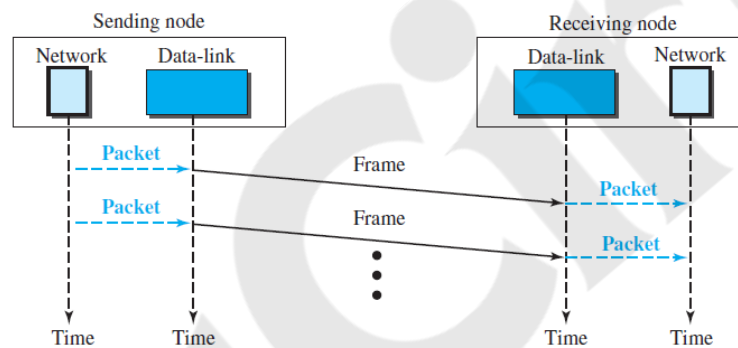 Sending node
Receiving node
Network
Data-link
Data-link
Network
Packet
Frame
Packet
Packet
Frame
Packet
Time
Time
Time
Time